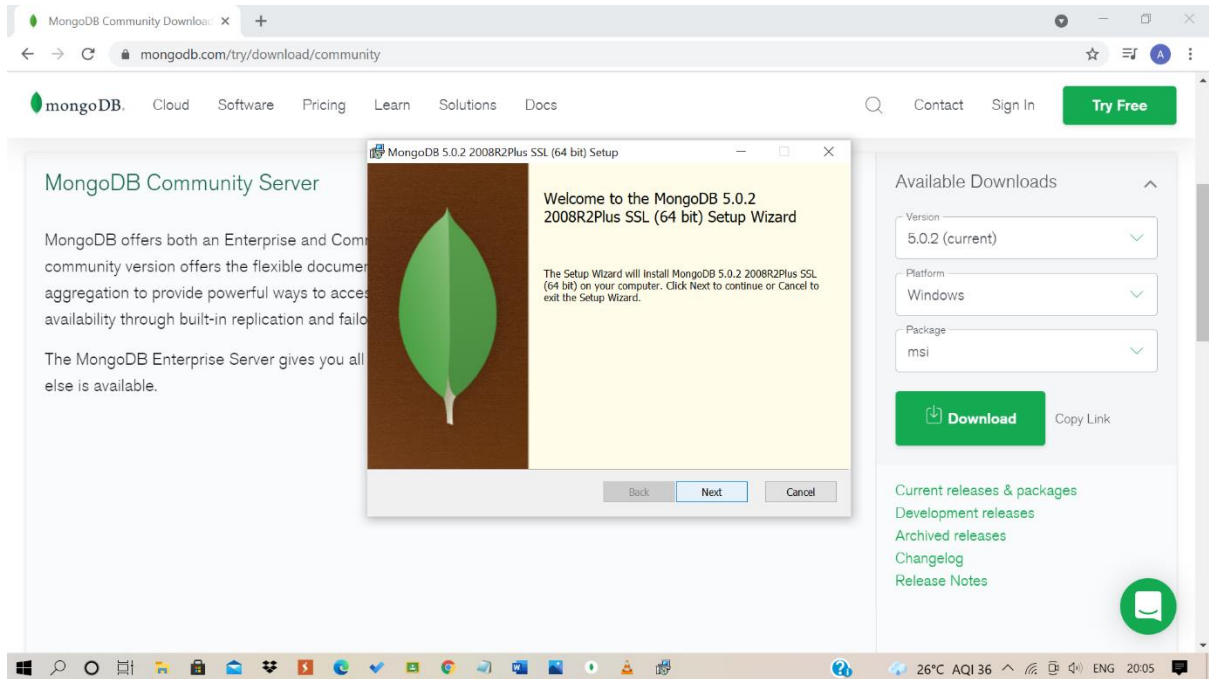 MongoDB Community Download
mongodb.com/try/download/community
A
mongoDB.
Cloud
Software
Pricing
Learn
Solutions
Docs
Contact
Sign In
Try Free
MongoDB Community Server
MongoDB offers both an Enterprise and Com
community version offers the flexible documen
aggregation to provide powerful ways to acces
availability through built-in replication and failo
The MongoDB Enterprise Server gives you all
else is available.
MongoDB 5.0.2 2008R2Plus SSL (64 bit) Setup
Welcome to the MongoDB 5.0.2
2008R2Plus SSL (64 bit) Setup Wizard
The Setup Wizard will install MongoDB 5.0.2 2008R2Plus SSL
(64 bit) on your computer. Click Next to continue or Cancel to
exit the Setup Wizard.
Back
Next
Cancel
Available Downloads
Version
5.0.2 (current)
Platform
Windows
Package
msi
Download
Copy Link
Current releases & packages
Development releases
Archived releases
Changelog
Release Notes
26°C AQI 36
ENG
20:05